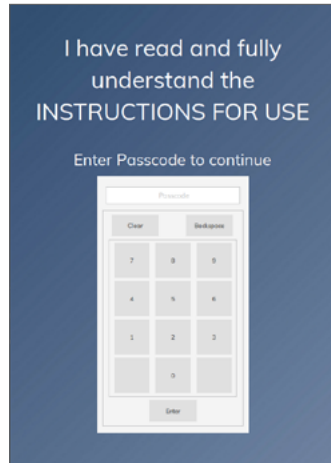 I have read and fully
understand the
INSTRUCTIONS FOR USE
Enter Passcode to continue
Passcode
Clear Backspace
7 8 9
4 5 6
1 2 3
0
Enter